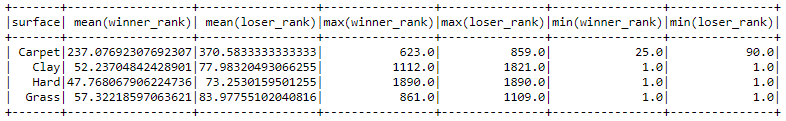 +-------+------------------+-----------------+----------------+---------------+----------------+---------------+
|surface| mean(winner_rank)| mean(loser_rank)|max(winner_rank)|max(loser_rank)|min(winner_rank)|min(loser_rank)|
+-------+------------------+-----------------+----------------+---------------+----------------+---------------+
| Carpet|237.07692307692307|370.5833333333333| 623.0| 859.0| 25.0| 90.0|
| Clay| 52.23704842428901|77.98320493066255| 1112.0| 1821.0| 1.0| 1.0|
| Hard|47.768067906224736| 73.2530159501255| 1890.0| 1890.0| 1.0| 1.0|
| Grass| 57.32218597063621|83.97755102040816| 861.0| 1109.0| 1.0| 1.0|
+-------+------------------+-----------------+----------------+---------------+----------------+---------------+